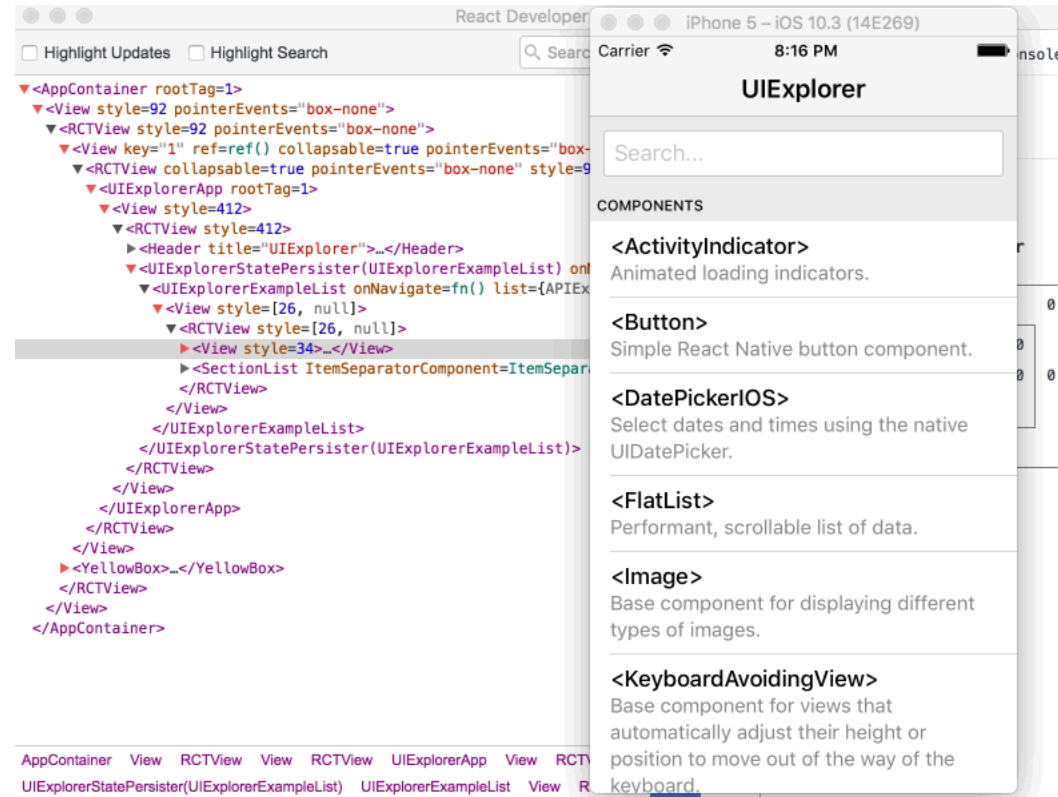 React Developer
Highlight Updates Highlight Search Searc
<AppContainer rootTag=1>
<View style=92 pointerEvents="box-none">
<RCTView style=92 pointerEvents="box-none">
<View key="1" ref=ref() collapsable=true pointerEvents="box-
<RCTView collapsable=true pointerEvents="box-none" style=9
<UIExplorerApp rootTag=1>
<View style=412>
<RCTView style=412>
<Header title="UIExplorer">…</Header>
<UIExplorerStatePersister(UIExplorerExampleList) onN
<UIExplorerExampleList onNavigate=fn() list={APIEx
<View style=[26, null]>
<RCTView style=[26, null]>
<View style=34>…</View>
<SectionList ItemSeparatorComponent=ItemSepara
</RCTView>
</View>
</UIExplorerExampleList>
</UIExplorerStatePersister(UIExplorerExampleList)>
</RCTView>
</View>
</UIExplorerApp>
</RCTView>
</View>
<YellowBox>…</YellowBox>
</RCTView>
</View>
</AppContainer>
AppContainer View RCTView View RCTView UIExplorerApp View RCTV
UIExplorerStatePersister(UIExplorerExampleList) UIExplorerExampleList View R
iPhone 5 – iOS 10.3 (14E269)
Carrier 8:16 PM
UIExplorer
Search...
COMPONENTS
<ActivityIndicator>
Animated loading indicators.
<Button>
Simple React Native button component.
<DatePickerIOS>
Select dates and times using the native
UIDatePicker.
<FlatList>
Performant, scrollable list of data.
<Image>
Base component for displaying different
types of images.
<KeyboardAvoidingView>
Base component for views that
automatically adjust their height or
position to move out of the way of the
keyboard.
nsole
r
0
0
0 0